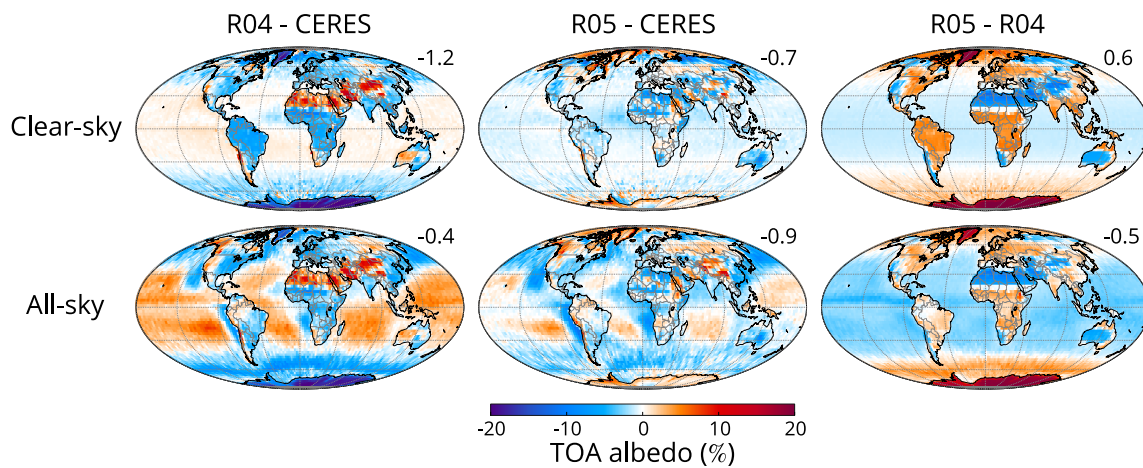 R04 - CERES
R05 - CERES
R05 - R04
-1.2
-0.7
0.6
Clear-sky
-0.4
-0.9
-0.5
All-sky
-20 -10 0 10 20
TOA albedo (%)